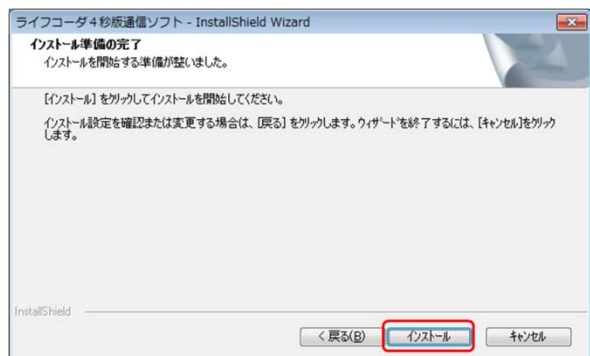 ライフコーダ4秒版通信ソフト - InstallShield Wizard
インストール準備の完了
インストールを開始する準備が整いました。
[インストール] をクリックしてインストールを開始してください。
インストール設定を確認または変更する場合は、[戻る] をクリックします。ウィザードを終了するには、[キャンセル]をクリック
します。
InstallShield
< 戻る(B)
インストール
キャンセル